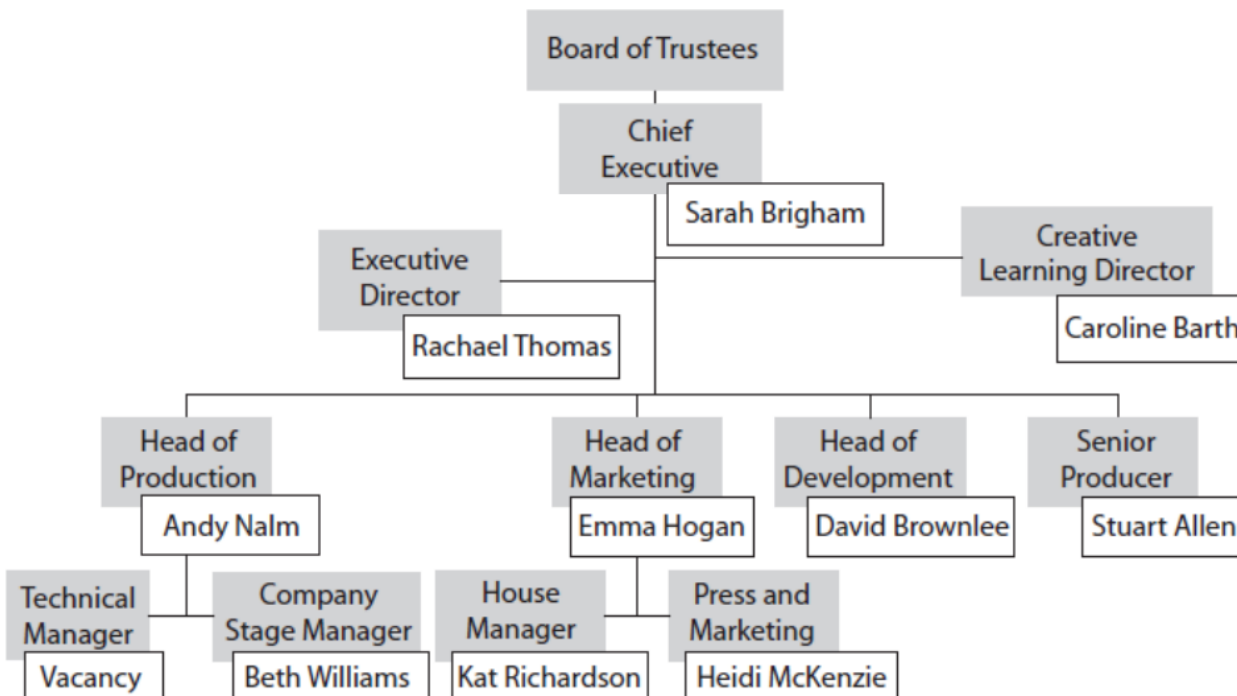 Board of Trustees
Chief
Executive
Sarah Brigham
Creative
Learning Director
Caroline Barth
Executive
Director
Rachael Thomas
Head of
Production
Andy Nalm
Head of
Marketing
Emma Hogan
Head of
Development
David Brownlee
Senior
Producer
Stuart Allen
Technical
Manager
Vacancy
Company
Stage Manager
Beth Williams
House
Manager
Kat Richardson
Press and
Marketing
Heidi McKenzie